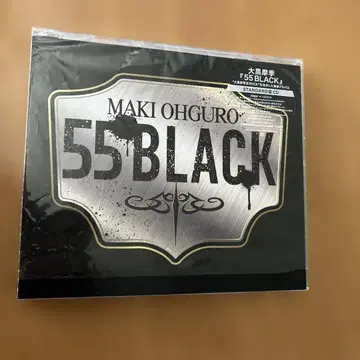 大黒摩季
『55 BLACK』
STANDARD盤 CD
MAKI OHGURO
55 BLACK